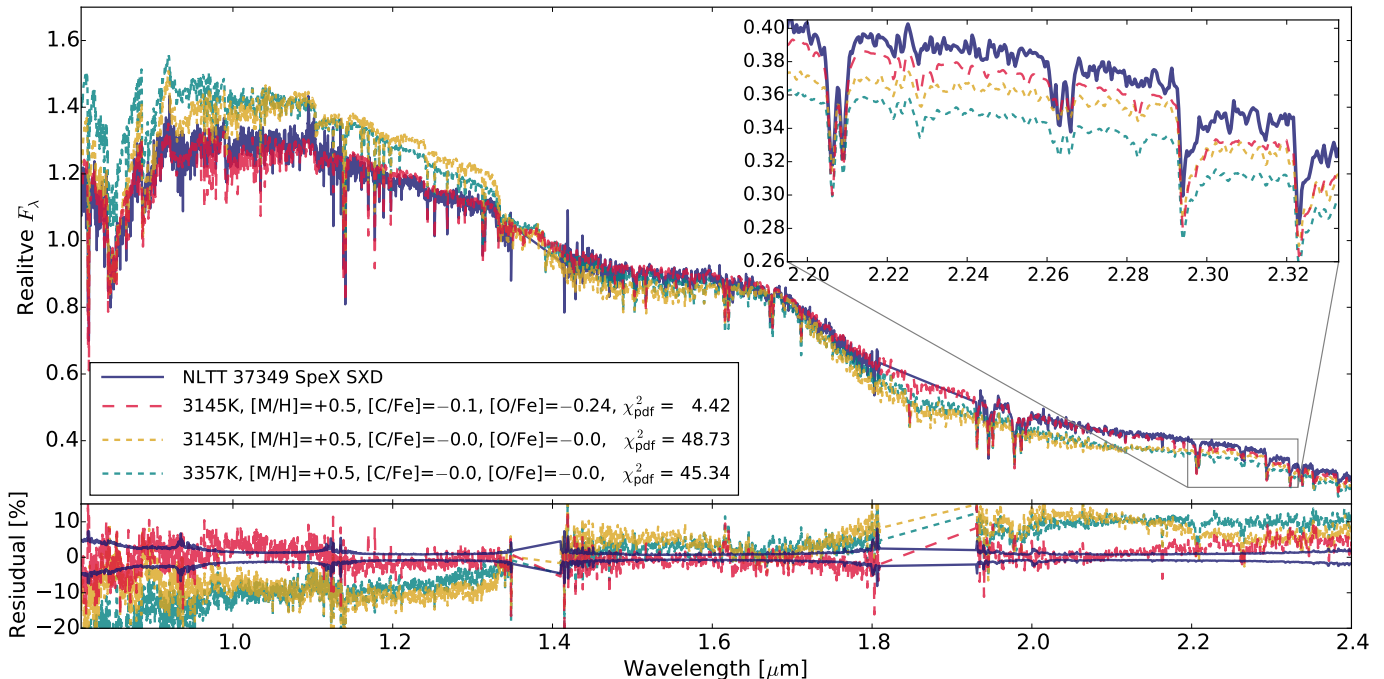 Realitve Fλ
1.6
1.4
1.2
1.0
0.8
0.6
0.4
0.40
0.38
0.36
0.34
0.32
0.30
0.28
0.26
2.20 2.22 2.24 2.26 2.28 2.30 2.32
NLTT 37349 SpeX SXD
3145K, [M/H]=+0.5, [C/Fe]=−0.1, [O/Fe]=−0.24, χ²pdf = 4.42
3145K, [M/H]=+0.5, [C/Fe]=−0.0, [O/Fe]=−0.0, χ²pdf = 48.73
3357K, [M/H]=+0.5, [C/Fe]=−0.0, [O/Fe]=−0.0, χ²pdf = 45.34
Resiudual [%]
10
0
−10
−20
1.0 1.2 1.4 1.6 1.8 2.0 2.2 2.4
Wavelength [μm]